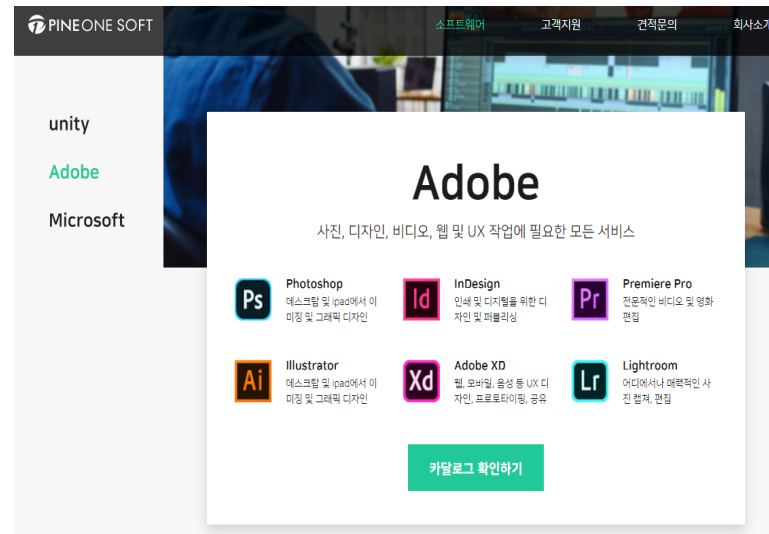 PINEONE SOFT
소프트웨어
고객지원
견적문의
회사소개
unity
Adobe
Microsoft
Adobe
사진, 디자인, 비디오, 웹 및 UX 작업에 필요한 모든 서비스
Ps
Photoshop
데스크탑 및 ipad에서 이
미징 및 그래픽 디자인
Id
InDesign
인쇄 및 디지털을 위한 디
자인 및 퍼블리싱
Pr
Premiere Pro
전문적인 비디오 및 영화
편집
Ai
Illustrator
데스크탑 및 ipad에서 이
미징 및 그래픽 디자인
Xd
Adobe XD
웹, 모바일, 음성 등 UX 디
자인, 프로토타이핑, 공유
Lr
Lightroom
어디에서나 매력적인 사
진 캡쳐, 편집
카달로그 확인하기